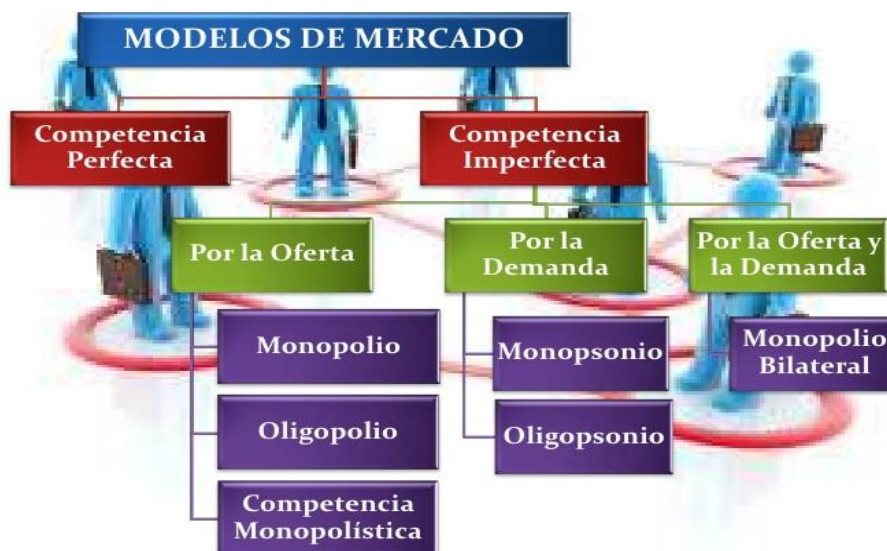 MODELOS DE MERCADO
Competencia
Perfecta
Competencia
Imperfecta
Por la Oferta
Por la
Demanda
Por la Oferta y
la Demanda
Monopolio
Oligopolio
Competencia
Monopolística
Monopsonio
Oligopsonio
Monopolio
Bilateral